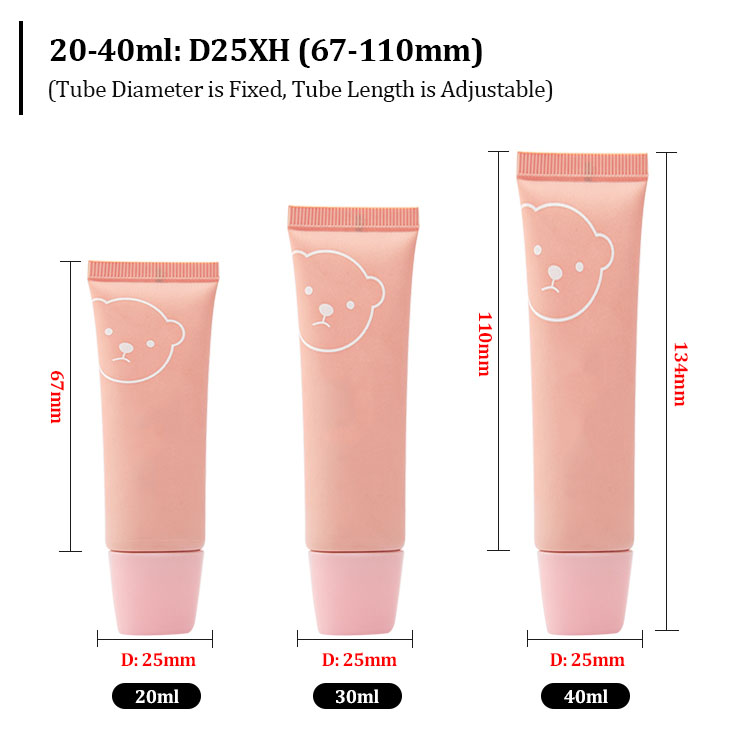 20-40ml: D25XH (67-110mm)
(Tube Diameter is Fixed, Tube Length is Adjustable)
67mm
110mm
134mm
D: 25mm
D: 25mm
D: 25mm
20ml
30ml
40ml